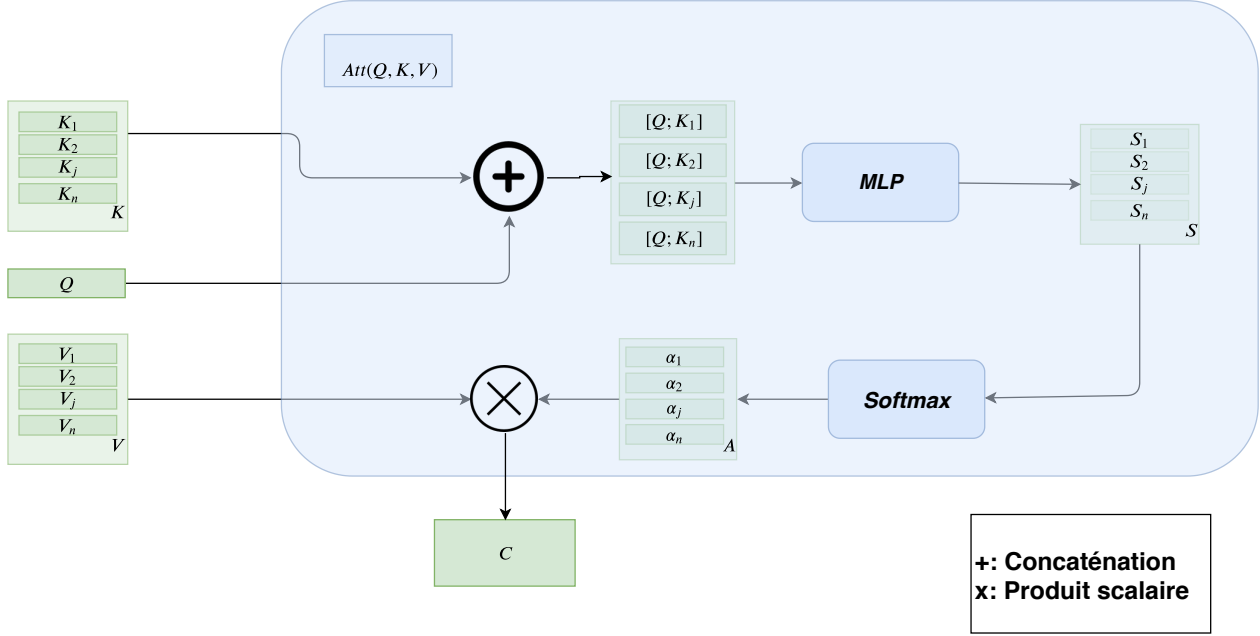 Att(Q, K, V)
K₁
K₂
Kⱼ
Kₙ
K
Q
V₁
V₂
Vⱼ
Vₙ
V
[Q; K₁]
[Q; K₂]
[Q; Kⱼ]
[Q; Kₙ]
MLP
S₁
S₂
Sⱼ
Sₙ
S
Softmax
α₁
α₂
αⱼ
αₙ
A
C
+: Concaténation
x: Produit scalaire